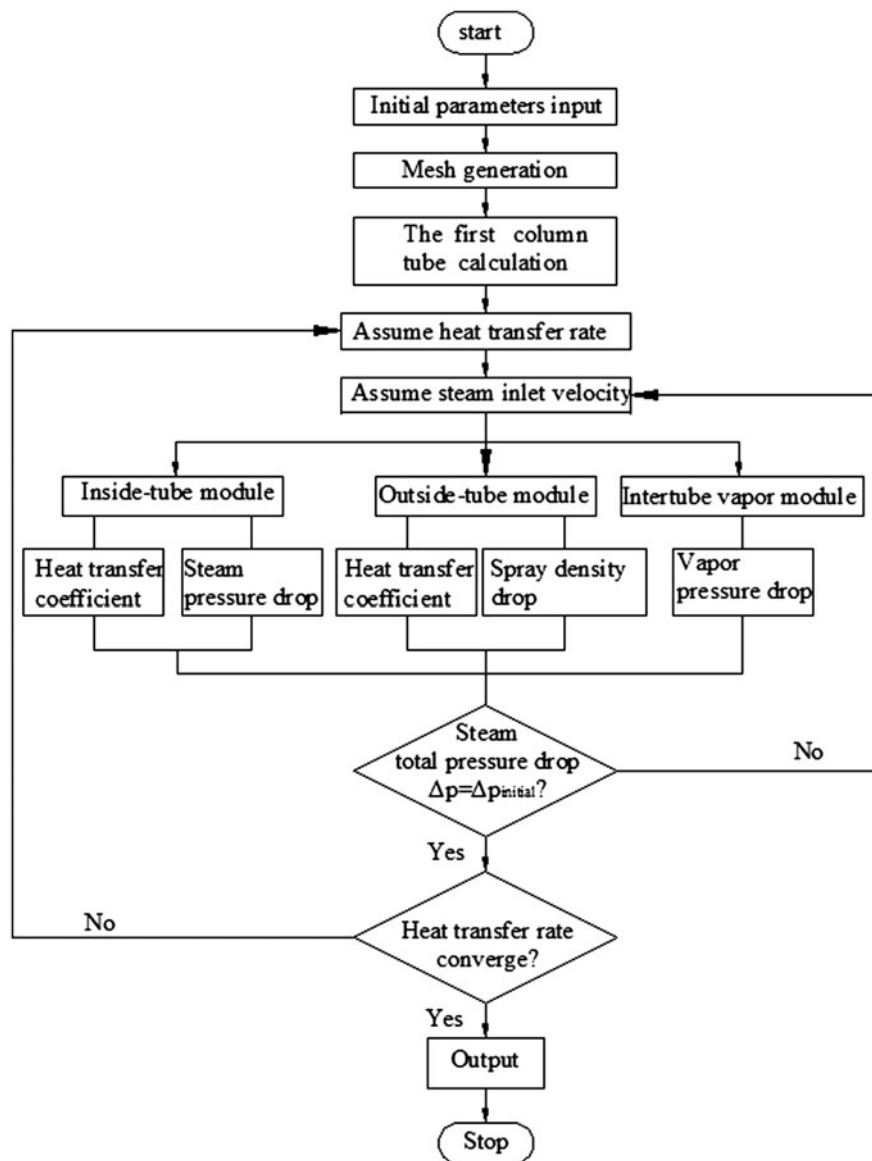 start
Initial parameters input
Mesh generation
The first column
tube calculation
Assume heat transfer rate
Assume steam inlet velocity
Inside-tube module
Outside-tube module
Intertube vapor module
Heat transfer
coefficient
Steam
pressure drop
Heat transfer
coefficient
Spray density
drop
Vapor
pressure drop
Steam
total pressure drop
Δp=Δpinitial?
No
Yes
No
Heat transfer rate
converge?
Yes
Output
Stop